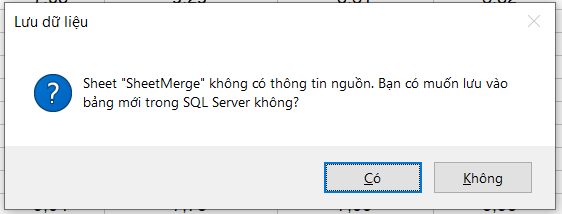 Lưu dữ liệu
Sheet "SheetMerge" không có thông tin nguồn. Bạn có muốn lưu vào
bảng mới trong SQL Server không?
Có
Không